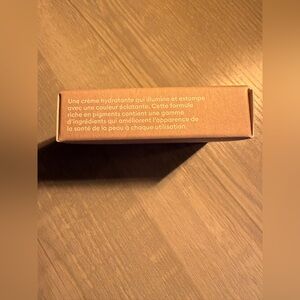 Une crème hydratante qui illumine et estompe
avec une couleur éclatante. Cette formule
riche en pigments contient une gamme
d'ingrédients qui améliorent l'apparence de
la santé de la peau à chaque utilisation.